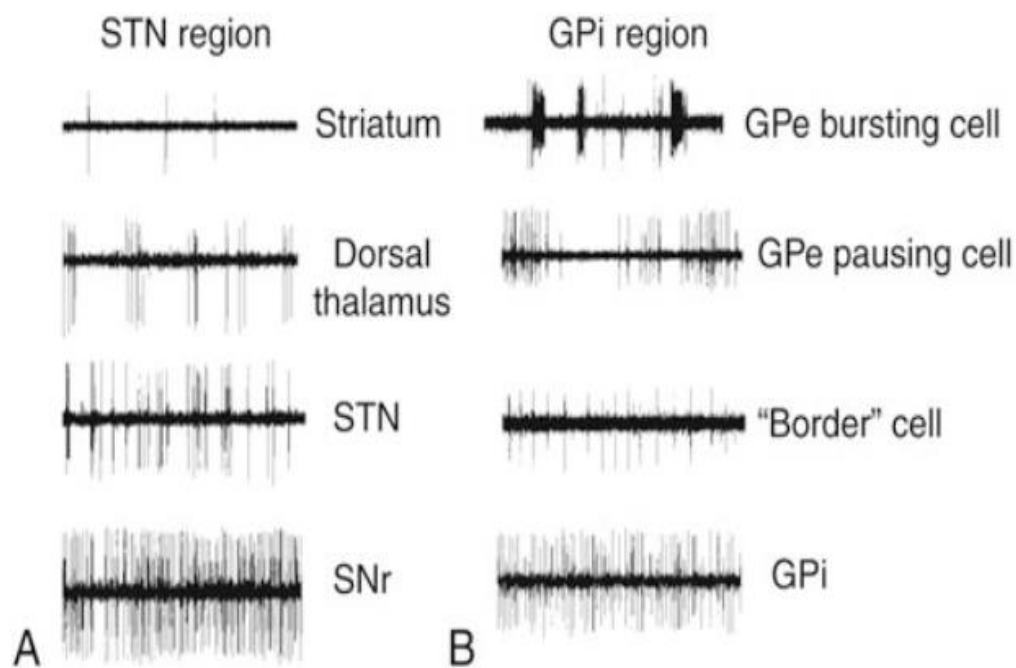 STN region
Striatum
Dorsal
thalamus
STN
SNr
A
GPi region
GPe bursting cell
GPe pausing cell
“Border” cell
GPi
B